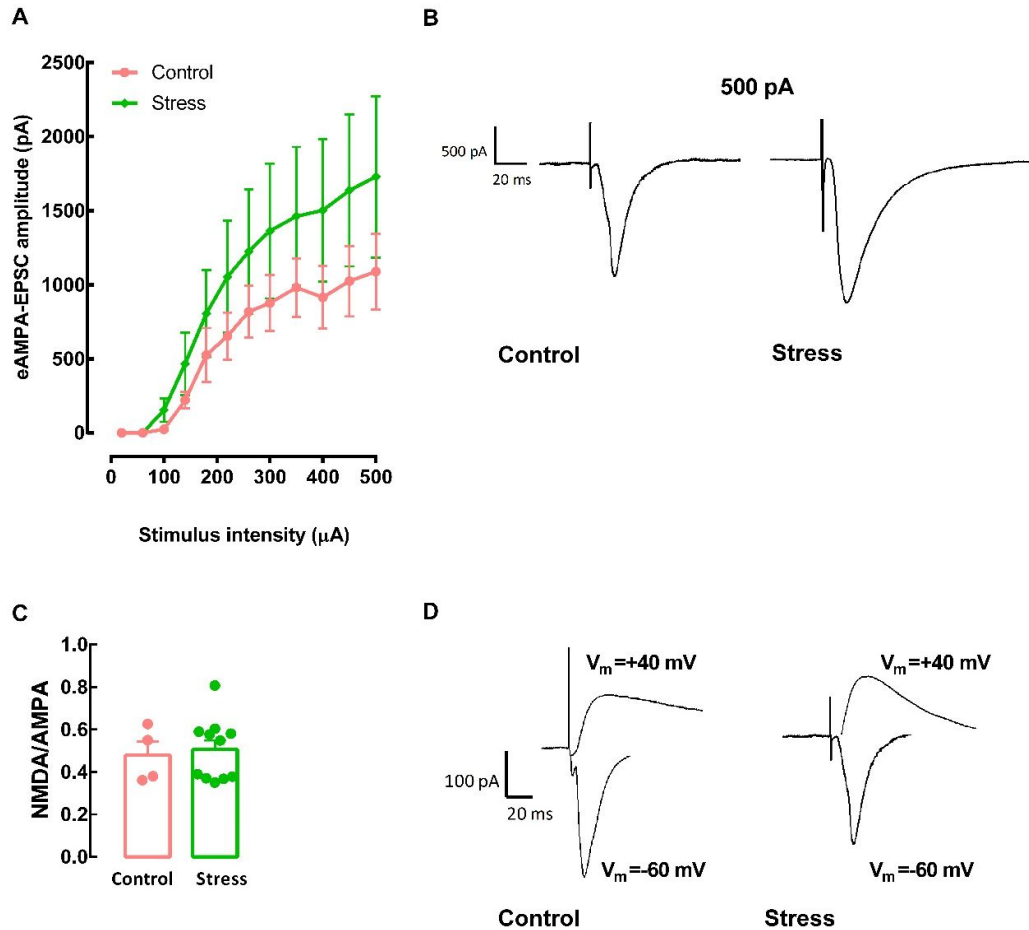 A
eAMPA-EPSC amplitude (pA)
2500
2000
1500
1000
500
0
Control
Stress
0 100 200 300 400 500
Stimulus intensity (μA)
B
500 pA
500 pA
20 ms
Control
Stress
C
NMDA/AMPA
1.0
0.8
0.6
0.4
0.2
0.0
Control Stress
D
Vm=+40 mV
Vm=+40 mV
100 pA
20 ms
Vm=-60 mV
Vm=-60 mV
Control
Stress